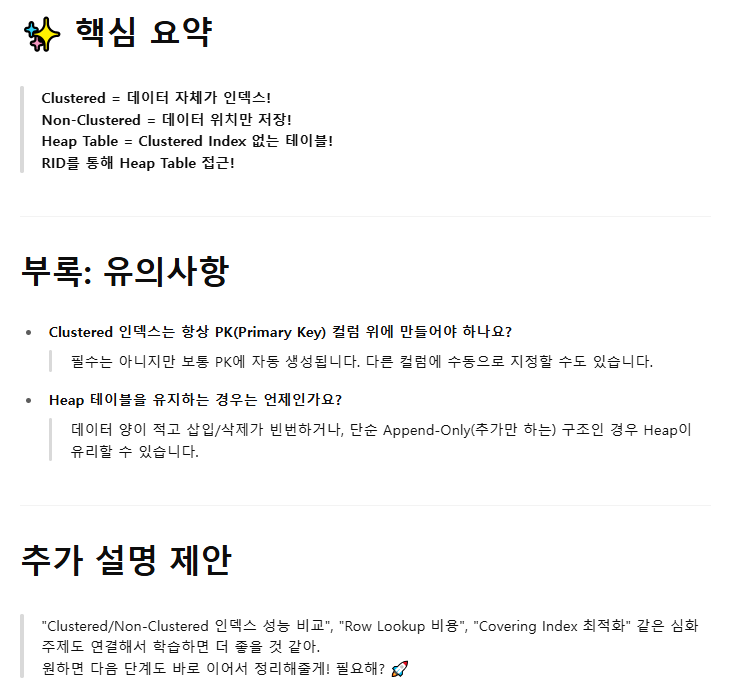 ✨ 핵심 요약
Clustered = 데이터 자체가 인덱스!
Non-Clustered = 데이터 위치만 저장!
Heap Table = Clustered Index 없는 테이블!
RID를 통해 Heap Table 접근!
부록: 유의사항
• Clustered 인덱스는 항상 PK(Primary Key) 컬럼 위에 만들어야 하나요?
필수는 아니지만 보통 PK에 자동 생성됩니다. 다른 컬럼에 수동으로 지정할 수도 있습니다.
• Heap 테이블을 유지하는 경우는 언제인가요?
데이터 양이 적고 삽입/삭제가 빈번하거나, 단순 Append-Only(추가만 하는) 구조인 경우 Heap이
유리할 수 있습니다.
추가 설명 제안
"Clustered/Non-Clustered 인덱스 성능 비교", "Row Lookup 비용", "Covering Index 최적화" 같은 심화
주제도 연결해서 학습하면 더 좋을 것 같아.
원하면 다음 단계도 바로 이어서 정리해줄게! 필요해? 🚀